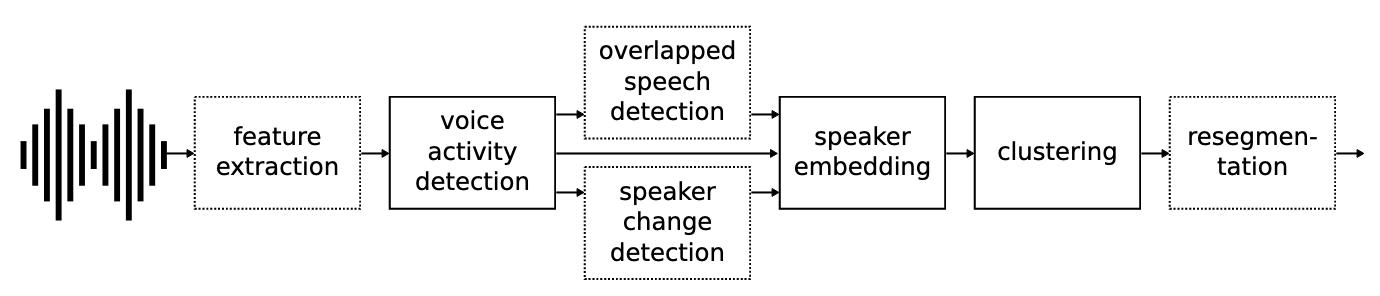 feature
extraction
voice
activity
detection
overlapped
speech
detection
speaker
change
detection
speaker
embedding
clustering
resegmen-
tation